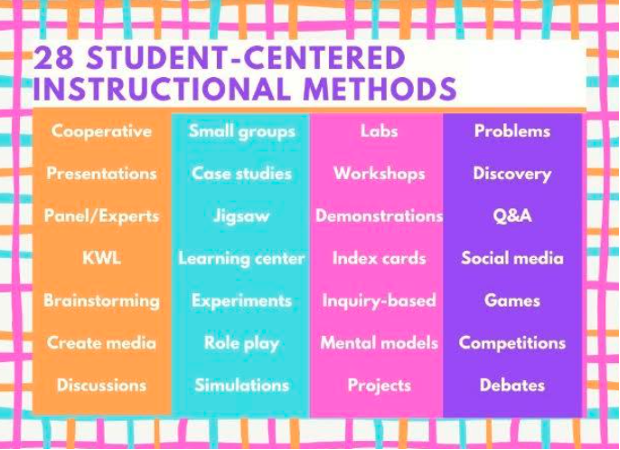 28 STUDENT-CENTERED
INSTRUCTIONAL METHODS
Cooperative
Small groups
Labs
Problems
Presentations
Case studies
Workshops
Discovery
Panel/Experts
Jigsaw
Demonstrations
Q&A
KWL
Learning center
Index cards
Social media
Brainstorming
Experiments
Inquiry-based
Games
Create media
Role play
Mental models
Competitions
Discussions
Simulations
Projects
Debates